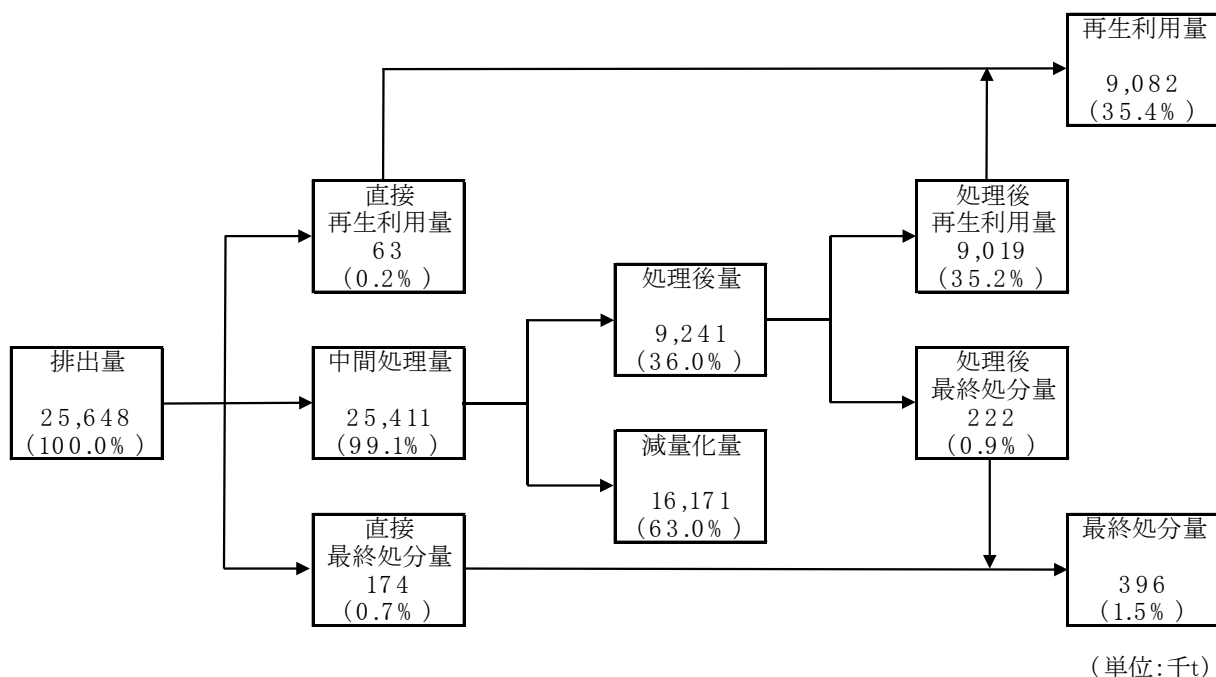 再生利用量
9,082
(35.4%)
直接
再生利用量
63
(0.2%)
処理後
再生利用量
9,019
(35.2%)
処理後量
9,241
(36.0%)
排出量
25,648
(100.0%)
中間処理量
25,411
(99.1%)
処理後
最終処分量
222
(0.9%)
減量化量
16,171
(63.0%)
直接
最終処分量
174
(0.7%)
最終処分量
396
(1.5%)
(単位:千t)